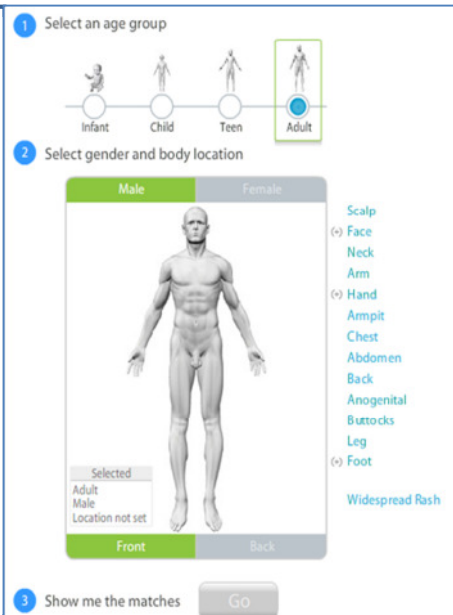 1 Select an age group
Infant Child Teen Adult
2 Select gender and body location
Male Female
Scalp
(+) Face
Neck
Arm
(+) Hand
Armpit
Chest
Abdomen
Back
Anogenital
Buttocks
Leg
(+) Foot
Widespread Rash
Selected
Adult
Male
Location not set
Front Back
3 Show me the matches Go